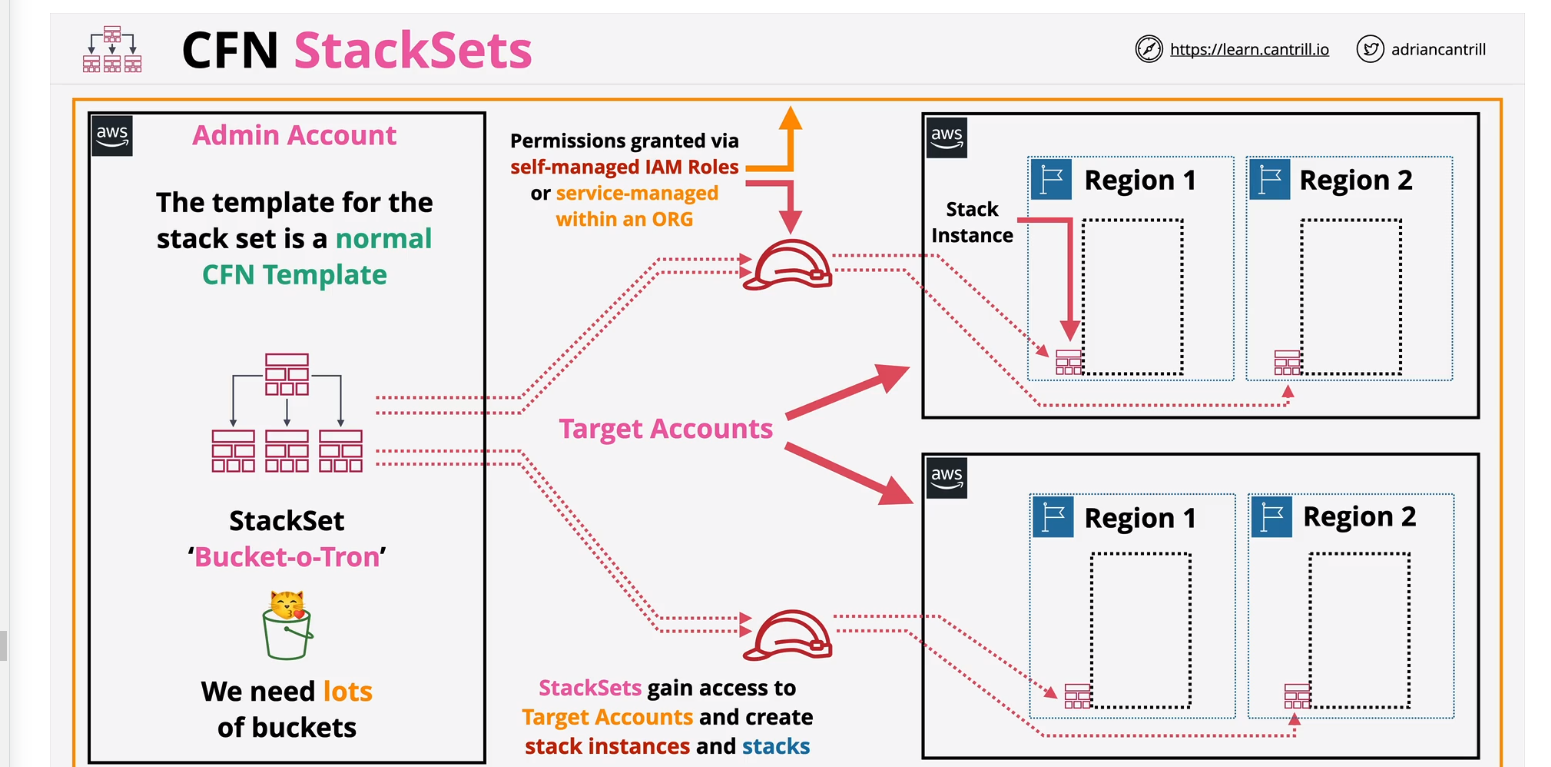 CFN StackSets
https://learn.cantrill.io
adriancantrill
aws
Admin Account
The template for the
stack set is a normal
CFN Template
StackSet
‘Bucket-o-Tron’
We need lots
of buckets
Permissions granted via
self-managed IAM Roles
or service-managed
within an ORG
Target Accounts
StackSets gain access to
Target Accounts and create
stack instances and stacks
aws
Region 1
Region 2
Stack
Instance
aws
Region 1
Region 2